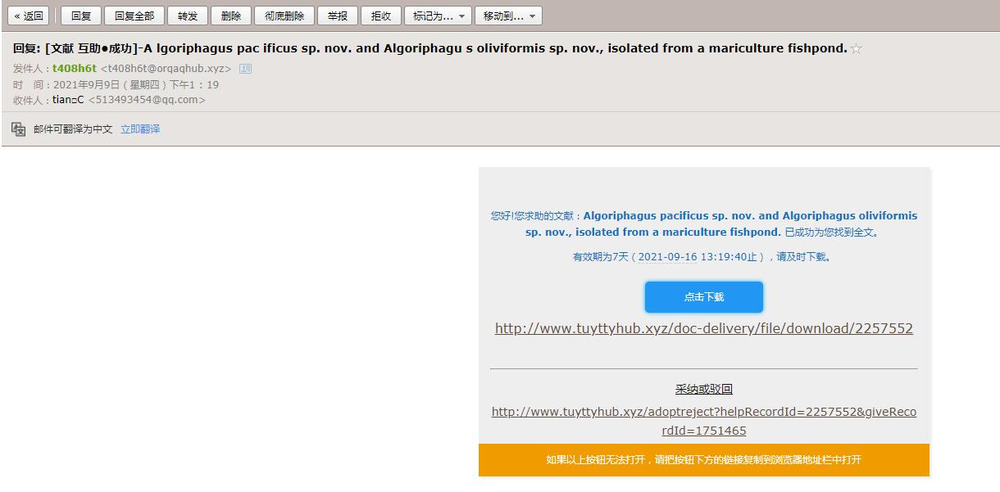 « 返回 回复 回复全部 转发 删除 彻底删除 举报 拒收 标记为... 移动到...
回复: [文献 互助●成功]-A lgoriphagus pac ificus sp. nov. and Algoriphagu s oliviformis sp. nov., isolated from a mariculture fishpond.
发件人：t408h6t <t408h6t@orqaqhub.xyz>
时 间：2021年9月9日（星期四）下午1：19
收件人：tian□C <513493454@qq.com>
邮件可翻译为中文 立即翻译
您好!您求助的文献：Algoriphagus pacificus sp. nov. and Algoriphagus oliviformis
sp. nov., isolated from a mariculture fishpond. 已成功为您找到全文。
有效期为7天（2021-09-16 13:19:40止），请及时下载。
点击下载
http://www.tuyttyhub.xyz/doc-delivery/file/download/2257552
采纳或驳回
http://www.tuyttyhub.xyz/adoptreject?helpRecordId=2257552&giveReco
rdId=1751465
如果以上按钮无法打开，请把按钮下方的链接复制到浏览器地址栏中打开